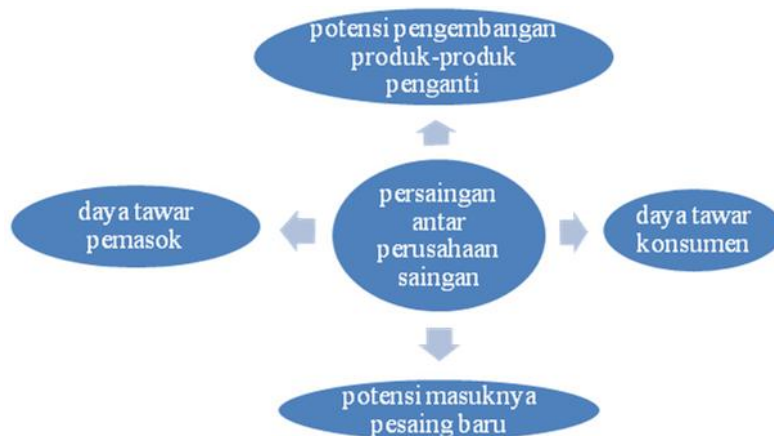 potensi pengembangan
produk-produk
penganti
daya tawar
pemasok
persaingan
antar
perusahaan
saingan
daya tawar
konsumen
potensi masuknya
pesaing baru